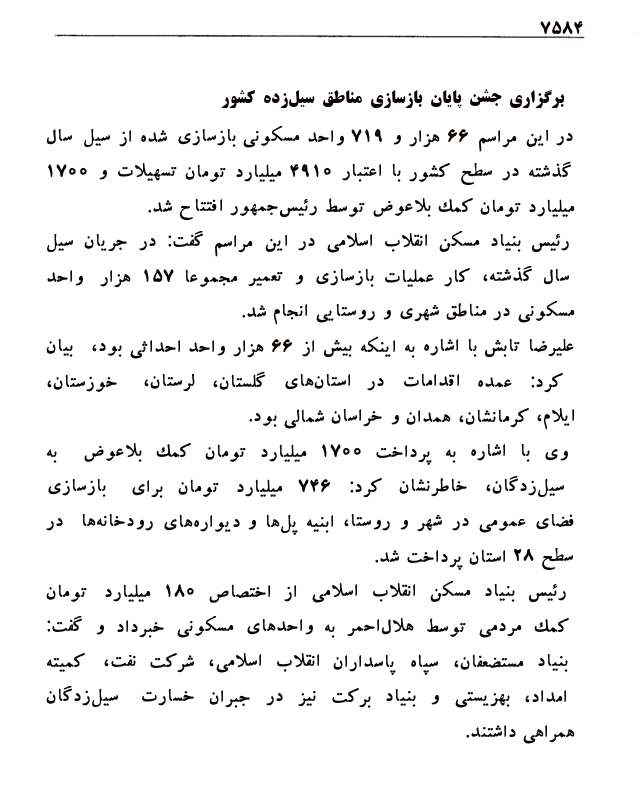 ۷۵۸۴
برگزاری جشن پایان بازسازی مناطق سیل‌زده کشور
در این مراسم ۶۶ هزار و ۷۱۹ واحد مسکونی بازسازی شده از سیل سال
گذشته در سطح کشور با اعتبار ۴۹۱۰ میلیارد تومان تسهیلات و ۱۷۰۰
میلیارد تومان كمك بلاعوض توسط رئیس‌جمهور افتتاح شد.
رئیس بنیاد مسکن انقلاب اسلامی در این مراسم گفت: در جریان سیل
سال گذشته، کار عملیات بازسازی و تعمیر مجموعا ۱۵۷ هزار واحد
مسکونی در مناطق شهری و روستایی انجام شد.
علیرضا تابش با اشاره به اینکه بیش از ۶۶ هزار واحد احداثی بود، بیان
کرد: عمده اقدامات در استان‌های گلستان، لرستان، خوزستان،
ایلام، کرمانشان، همدان و خراسان شمالی بود.
وی با اشاره به پرداخت ۱۷۰۰ میلیارد تومان كمك بلاعوض به
سیل‌زدگان، خاطرنشان کرد: ۷۴۶ میلیارد تومان برای بازسازی
فضای عمومی در شهر و روستا، ابنیه پل‌ها و دیواره‌های رودخانه‌ها در
سطح ۲۸ استان پرداخت شد.
رئیس بنیاد مسکن انقلاب اسلامی از اختصاص ۱۸۰ میلیارد تومان
كمك مردمی توسط هلال‌احمر به واحدهای مسکونی خبرداد و گفت:
بنیاد مستضعفان، سپاه پاسداران انقلاب اسلامی، شرکت نفت، کمیته
امداد، بهزیستی و بنیاد برکت نیز در جبران خسارت سیل‌زدگان
همراهی داشتند.